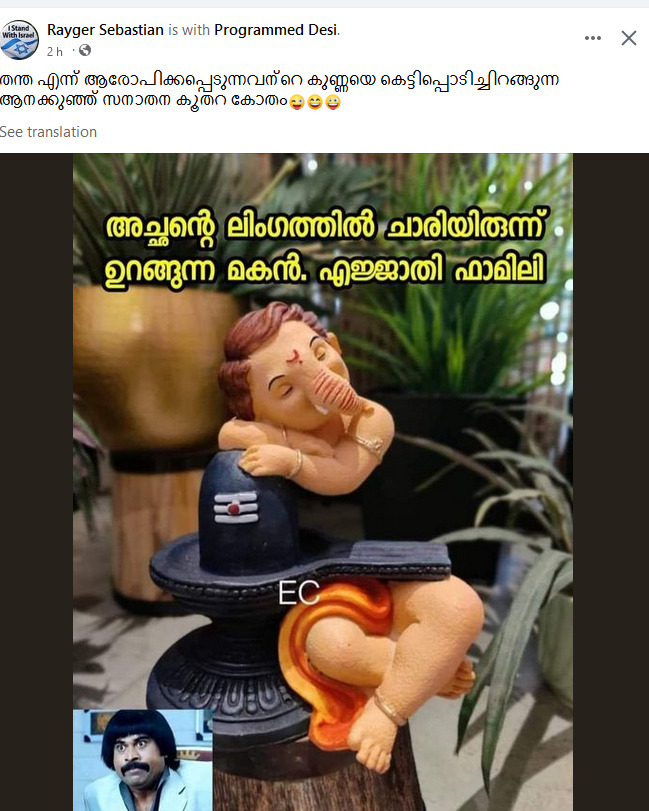 I Stand
With Israel
Rayger Sebastian is with Programmed Desi.
2 h
തന്ത എന്ന് ആരോപിക്കപ്പെടുന്നവന്റെ കുണ്ണയെ കെട്ടിപ്പൊടിച്ചിറങ്ങുന്ന
ആനക്കുഞ്ഞ് സനാതന കൂതറ കോതം😜😄😜
See translation
അച്ഛന്റെ ലിംഗത്തിൽ ചാരിയിരുന്ന്
ഉറങ്ങുന്ന മകൻ. എജ്ജാതി ഫാമിലി
EC